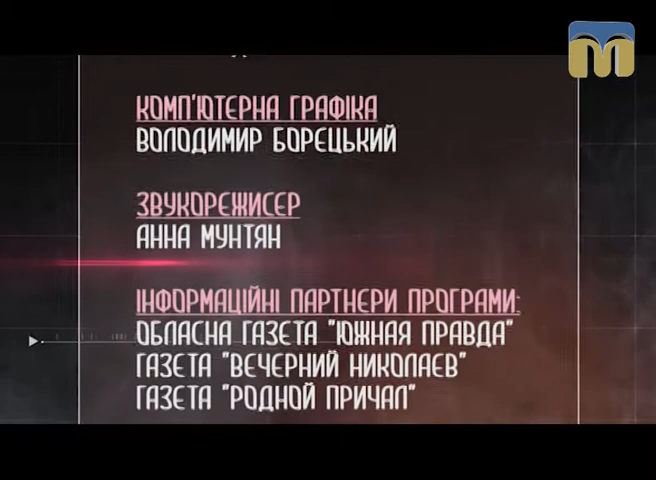 КОМП'ЮТЕРНА ГРАФІКА
ВОЛОДИМИР БОРЕЦЬКИЙ
ЗВУКОРЕЖИСЕР
АННА МУНТЯН
ІНФОРМАЦІЙНІ ПАРТНЕРИ ПРОГРАМИ:
ОБЛАСНА ГАЗЕТА "ЮЖНАЯ ПРАВДА"
ГАЗЕТА "ВЕЧЕРНИЙ НИКОЛАЕВ"
ГАЗЕТА "РОДНОЙ ПРИЧАЛ"